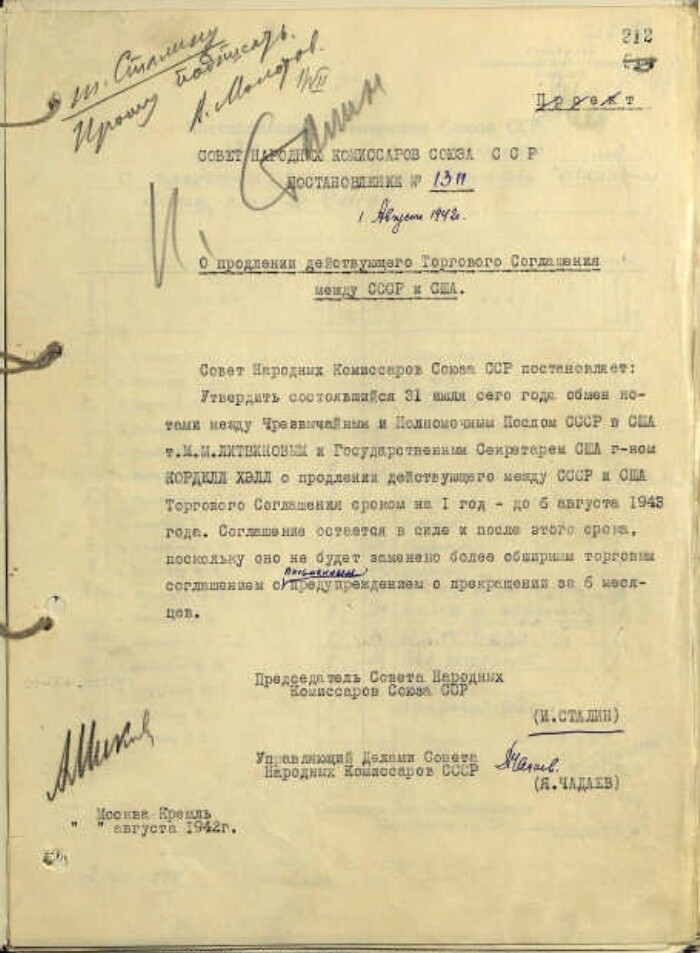 т. Сталину
Прошу подписать.
В. Молотов.
1/VII
212
Проект
И. Сталин
СОВЕТ НАРОДНЫХ КОМИССАРОВ СОЮЗА С С Р
ПОСТАНОВЛЕНИЕ № 1311
1 Августа 1942г.
О продлении действующего Торгового Соглашения
между СССР и США.
Совет Народных Комиссаров Союза ССР постановляет:
Утвердить состоявшийся 31 июля сего года обмен но-
тами между Чрезвычайным и Полномочным Послом СССР в США
т.М.М.ЛИТВИНОВЫМ и Государственным Секретарем США г-ном
КОРДЕЛЛ ХЭЛЛ о продлении действующего между СССР и США
Торгового Соглашения сроком на I год - до 6 августа 1943
года. Соглашение остается в силе и после этого срока,
поскольку оно не будет заменено более обширным торговым
письменным
соглашением с предупреждением о прекращении за 6 меся-
цев.
Председатель Совета Народных
Комиссаров Союза ССР
(И.СТАЛИН)
Управляющий Делами Совета
Народных Комиссаров СССР
Я Чадаев.
(Я.ЧАДАЕВ)
А Микоян
Москва Кремль
" " августа 1942г.